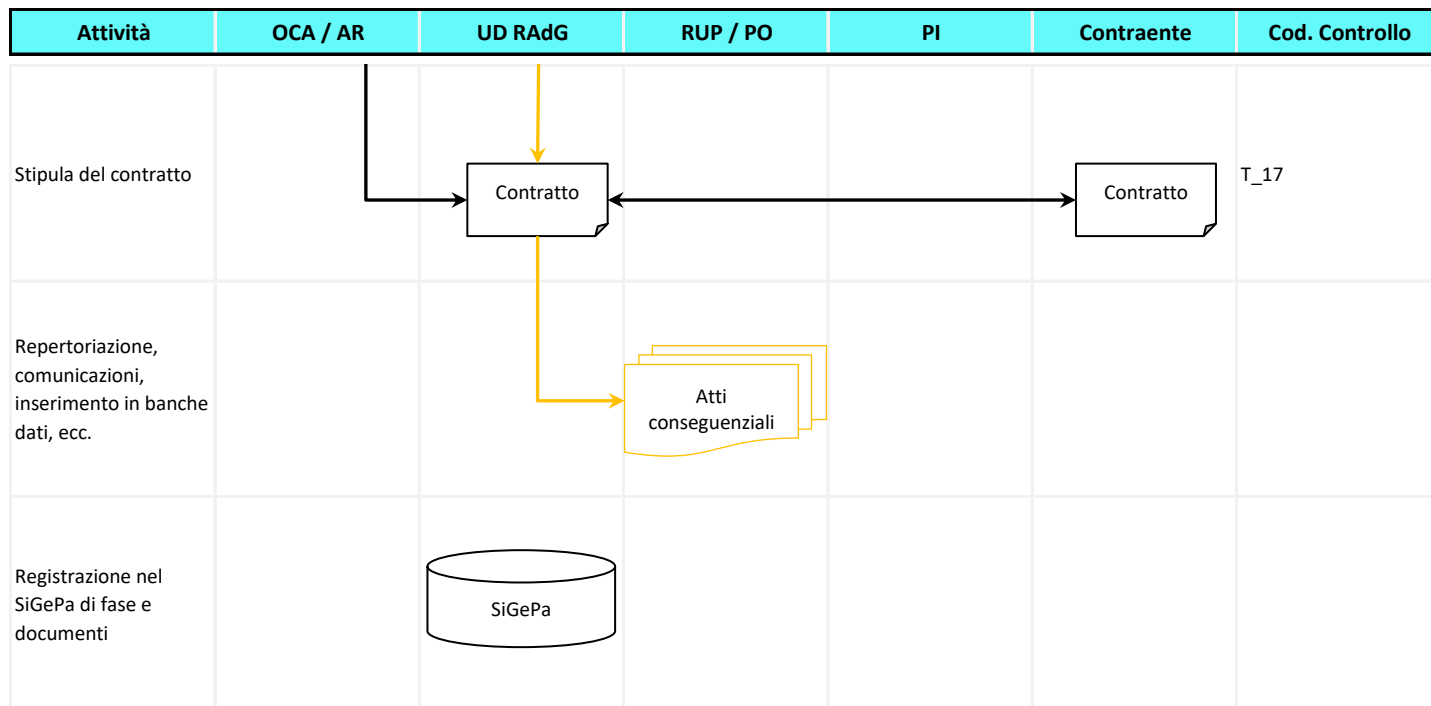 Attività OCA / AR UD RAdG RUP / PO PI Contraente Cod. Controllo
Stipula del contratto
Contratto
Contratto
T_17
Repertoriazione,
comunicazioni,
inserimento in banche
dati, ecc.
Atti
conseguenziali
Registrazione nel
SiGePa di fase e
documenti
SiGePa